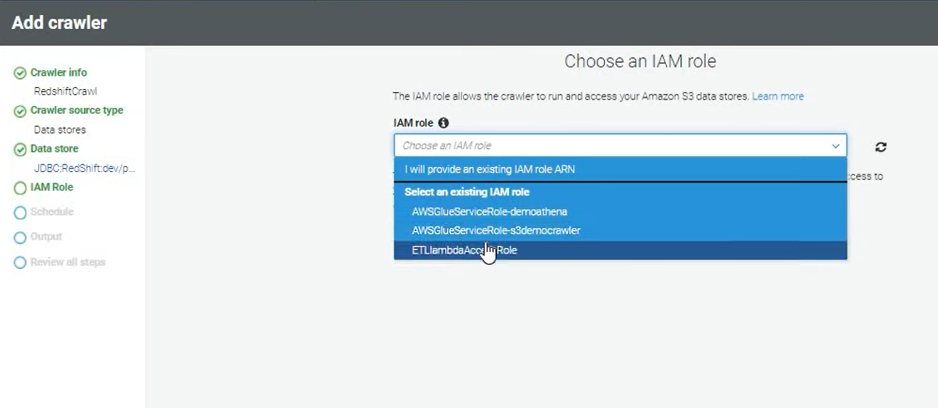 Add crawler
Crawler info
RedshiftCrawl
Crawler source type
Data stores
Data store
JDBC:RedShift:dev/p...
IAM Role
Schedule
Output
Review all steps
Choose an IAM role
The IAM role allows the crawler to run and access your Amazon S3 data stores. Learn more
IAM role
Choose an IAM role
I will provide an existing IAM role ARN
ccess to
Select an existing IAM role
AWSGlueServiceRole-demoathena
AWSGlueServiceRole-s3democrawler
ETLlambdaAcc Role